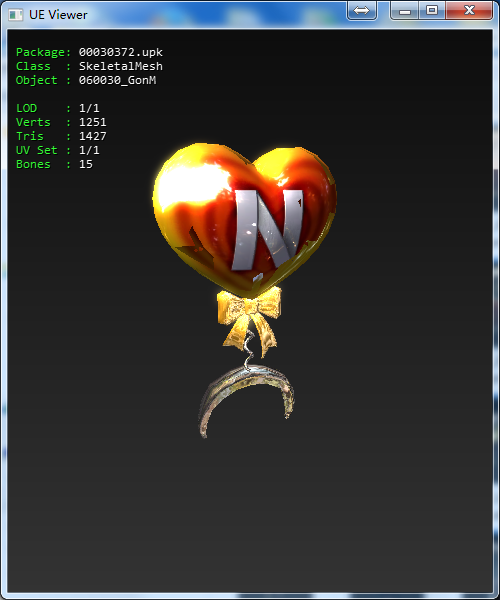 UE Viewer
Package: 00030372.upk
Class : SkeletalMesh
Object : 060030_GonM
LOD : 1/1
Verts : 1251
Tris : 1427
UV Set : 1/1
Bones : 15
N